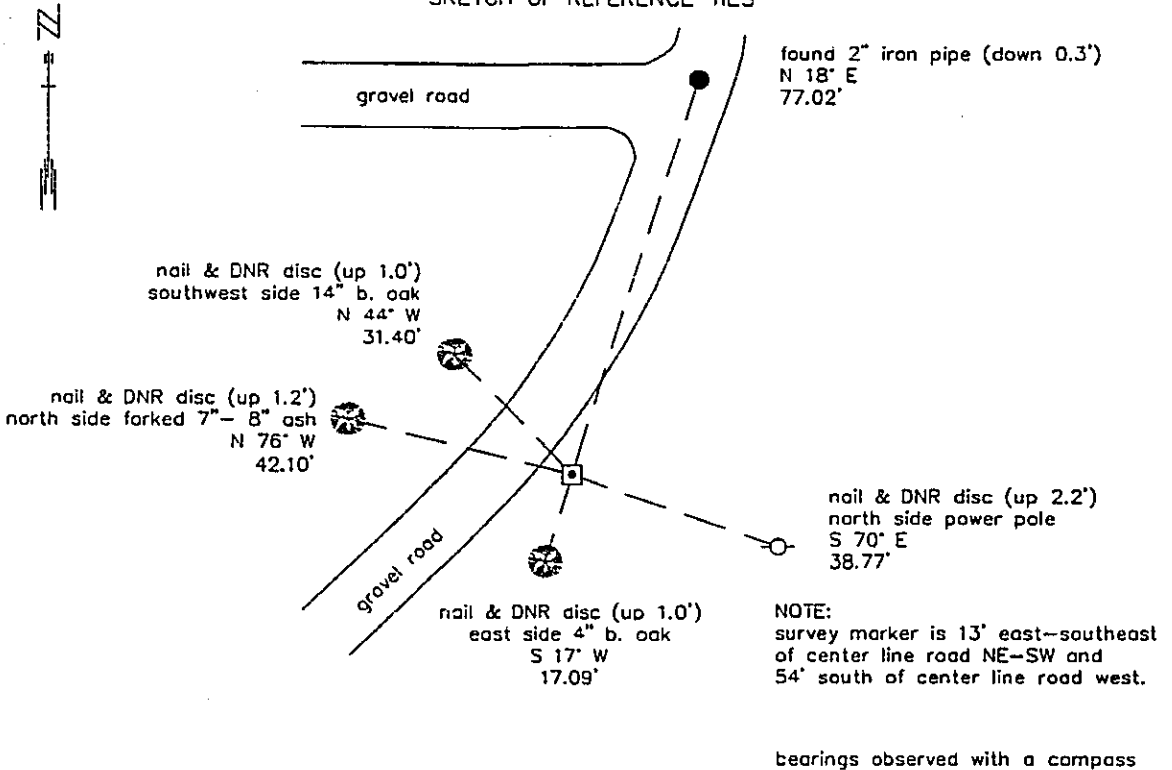 SKETCH OF REFERENCE TIES
N
found 2" iron pipe (down 0.3')
N 18° E
77.02'
gravel road
nail & DNR disc (up 1.0')
southwest side 14" b. oak
N 44° W
31.40'
nail & DNR disc (up 1.2')
north side forked 7"- 8" ash
N 76° W
42.10'
nail & DNR disc (up 2.2')
north side power pole
S 70° E
38.77'
gravel road
nail & DNR disc (up 1.0')
east side 4" b. oak
S 17° W
17.09'
NOTE:
survey marker is 13' east-southeast
of center line road NE-SW and
54' south of center line road west.
bearings observed with a compass